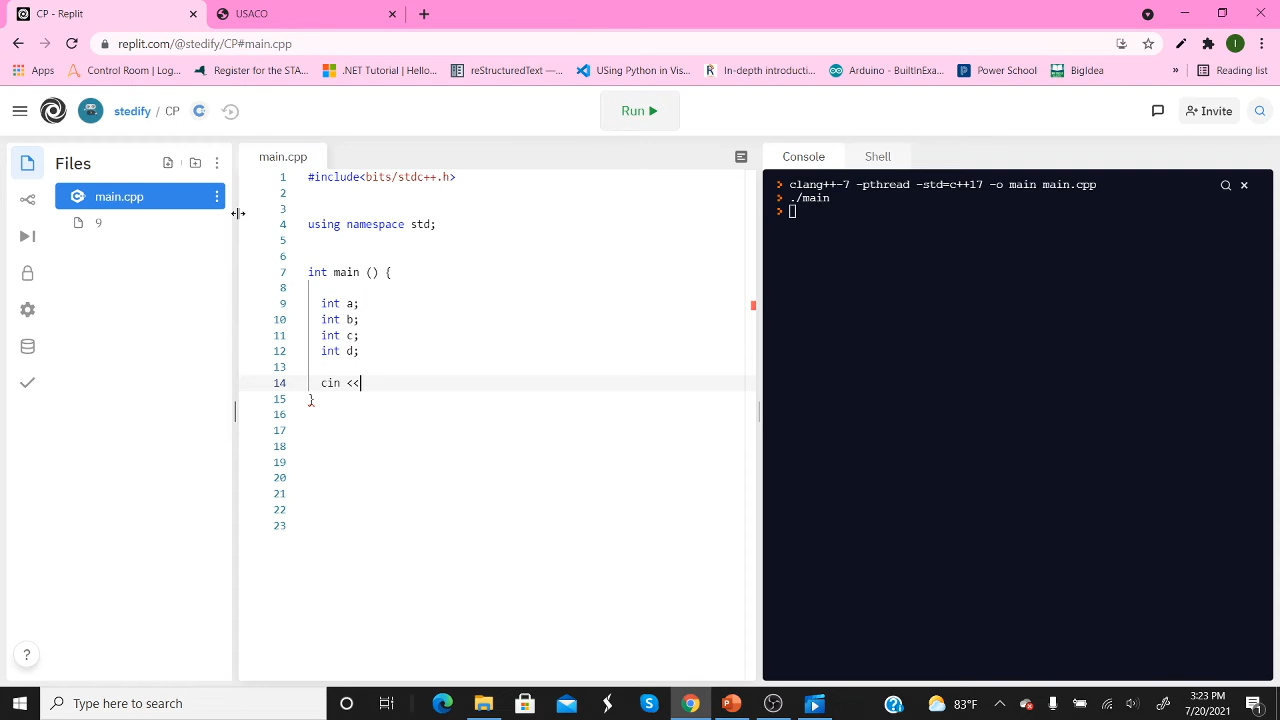 CP - Replit
USACO
replit.com/@stedify/CP#main.cpp
Apps
Control Room | Log...
Register for the STA...
.NET Tutorial | Hello...
reStructuredText —...
USing Python in Vis...
In-depth introducti...
Arduino - BuiltInExa...
Power School
BigIdea
»
Reading list
stedify / CP
Run
Invite
Files
main.cpp
9
main.cpp
1 #include<bits/stdc++.h>
2
3
4 using namespace std;
5
6
7 int main () {
8
9 int a;
10 int b;
11 int c;
12 int d;
13
14 cin <<
15 }
16
17
18
19
20
21
22
23
Console
Shell
> clang++-7 -pthread -std=c++17 -o main main.cpp
> ./main
>
?
Type here to search
83°F
3:23 PM
7/20/2021